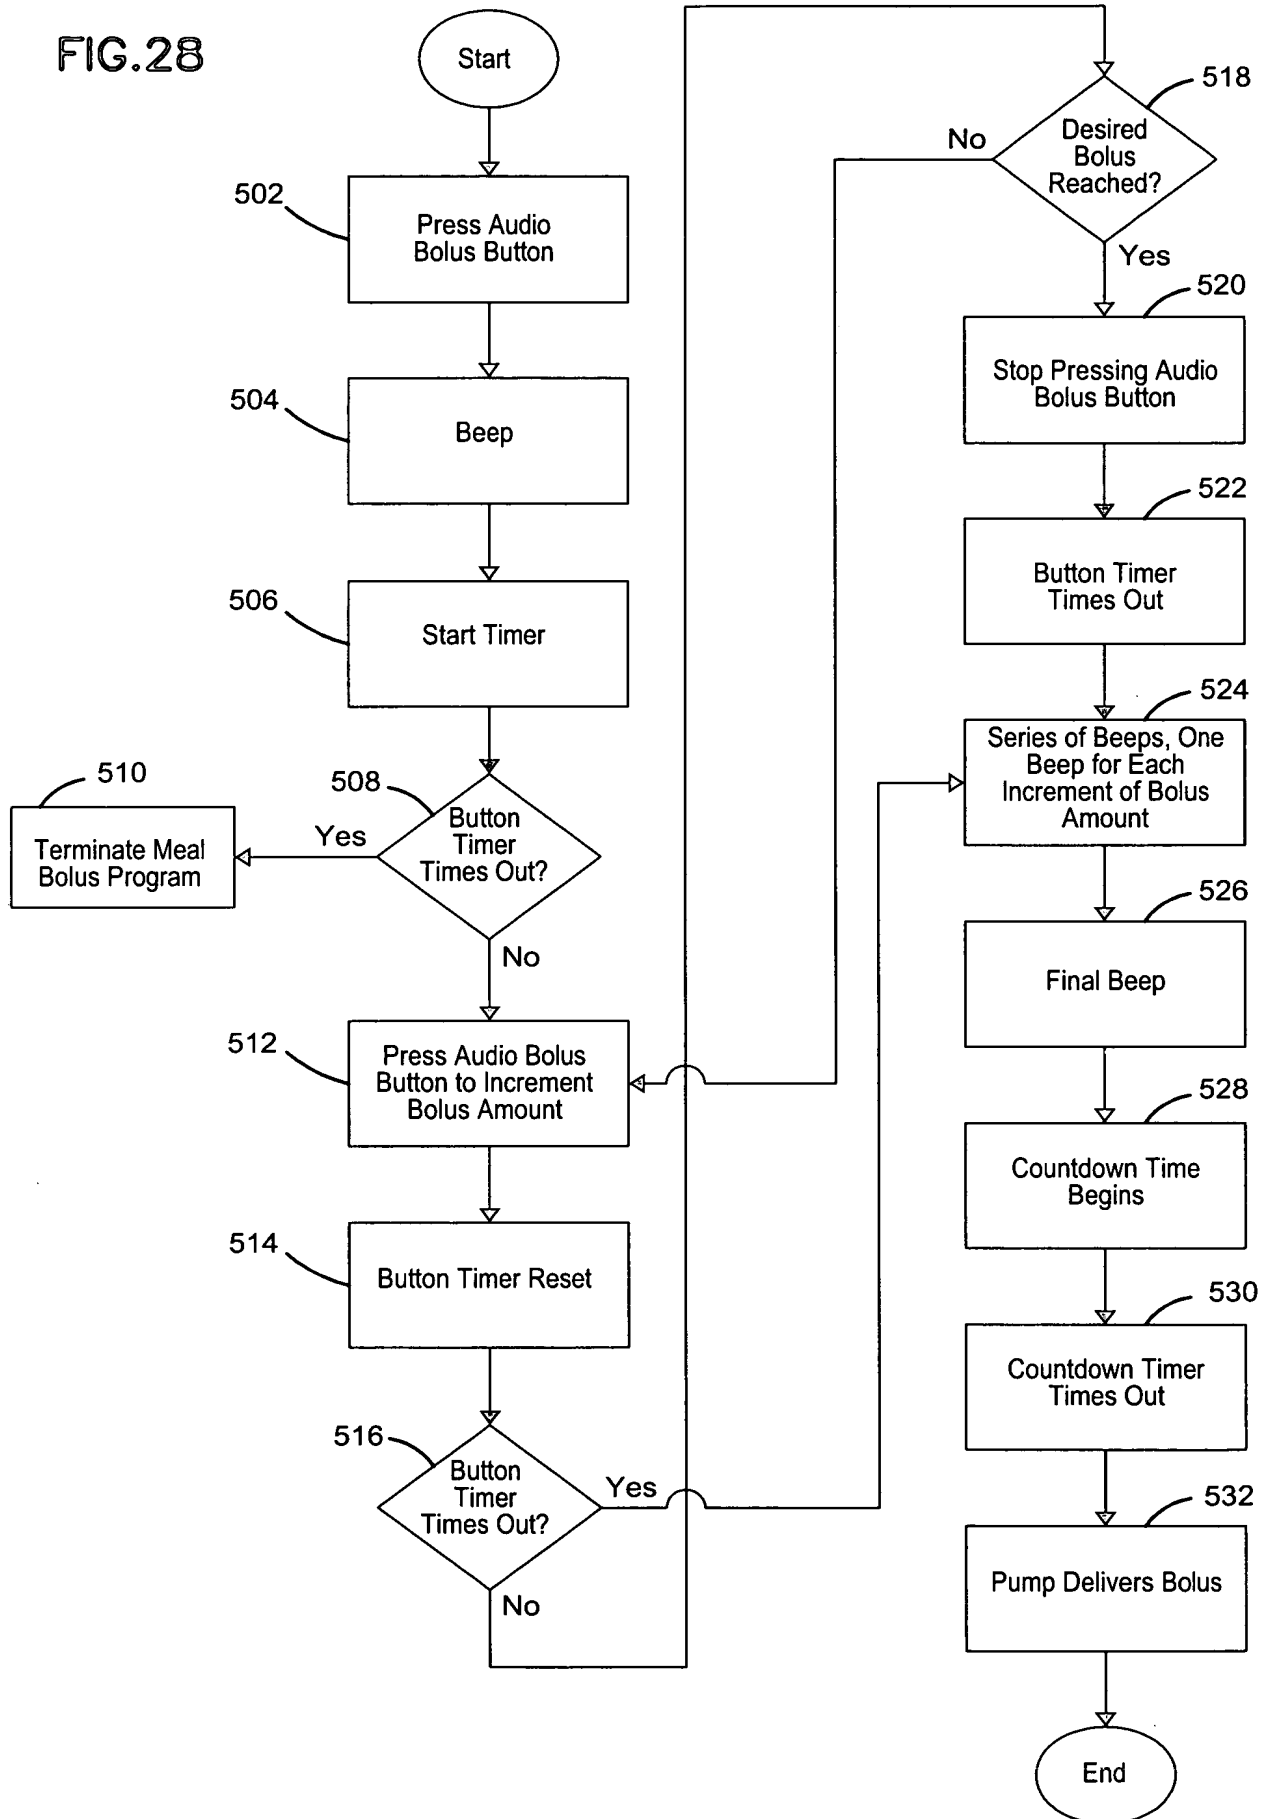 FIG.28
Start
502
Press Audio
Bolus Button
504
Beep
506
Start Timer
508
Button
Timer
Times Out?
Yes
510
Terminate Meal
Bolus Program
No
512
Press Audio Bolus
Button to Increment
Bolus Amount
514
Button Timer Reset
516
Button
Timer
Times Out?
Yes
No
518
Desired
Bolus
Reached?
No
Yes
520
Stop Pressing Audio
Bolus Button
522
Button Timer
Times Out
524
Series of Beeps, One
Beep for Each
Increment of Bolus
Amount
526
Final Beep
528
Countdown Time
Begins
530
Countdown Timer
Times Out
532
Pump Delivers Bolus
End